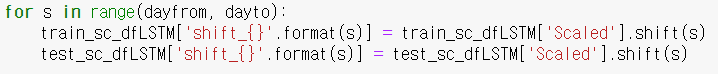 for s in range(dayfrom, dayto):
    train_sc_dfLSTM['shift_{}'.format(s)] = train_sc_dfLSTM['Scaled'].shift(s)
    test_sc_dfLSTM['shift_{}'.format(s)] = test_sc_dfLSTM['Scaled'].shift(s)